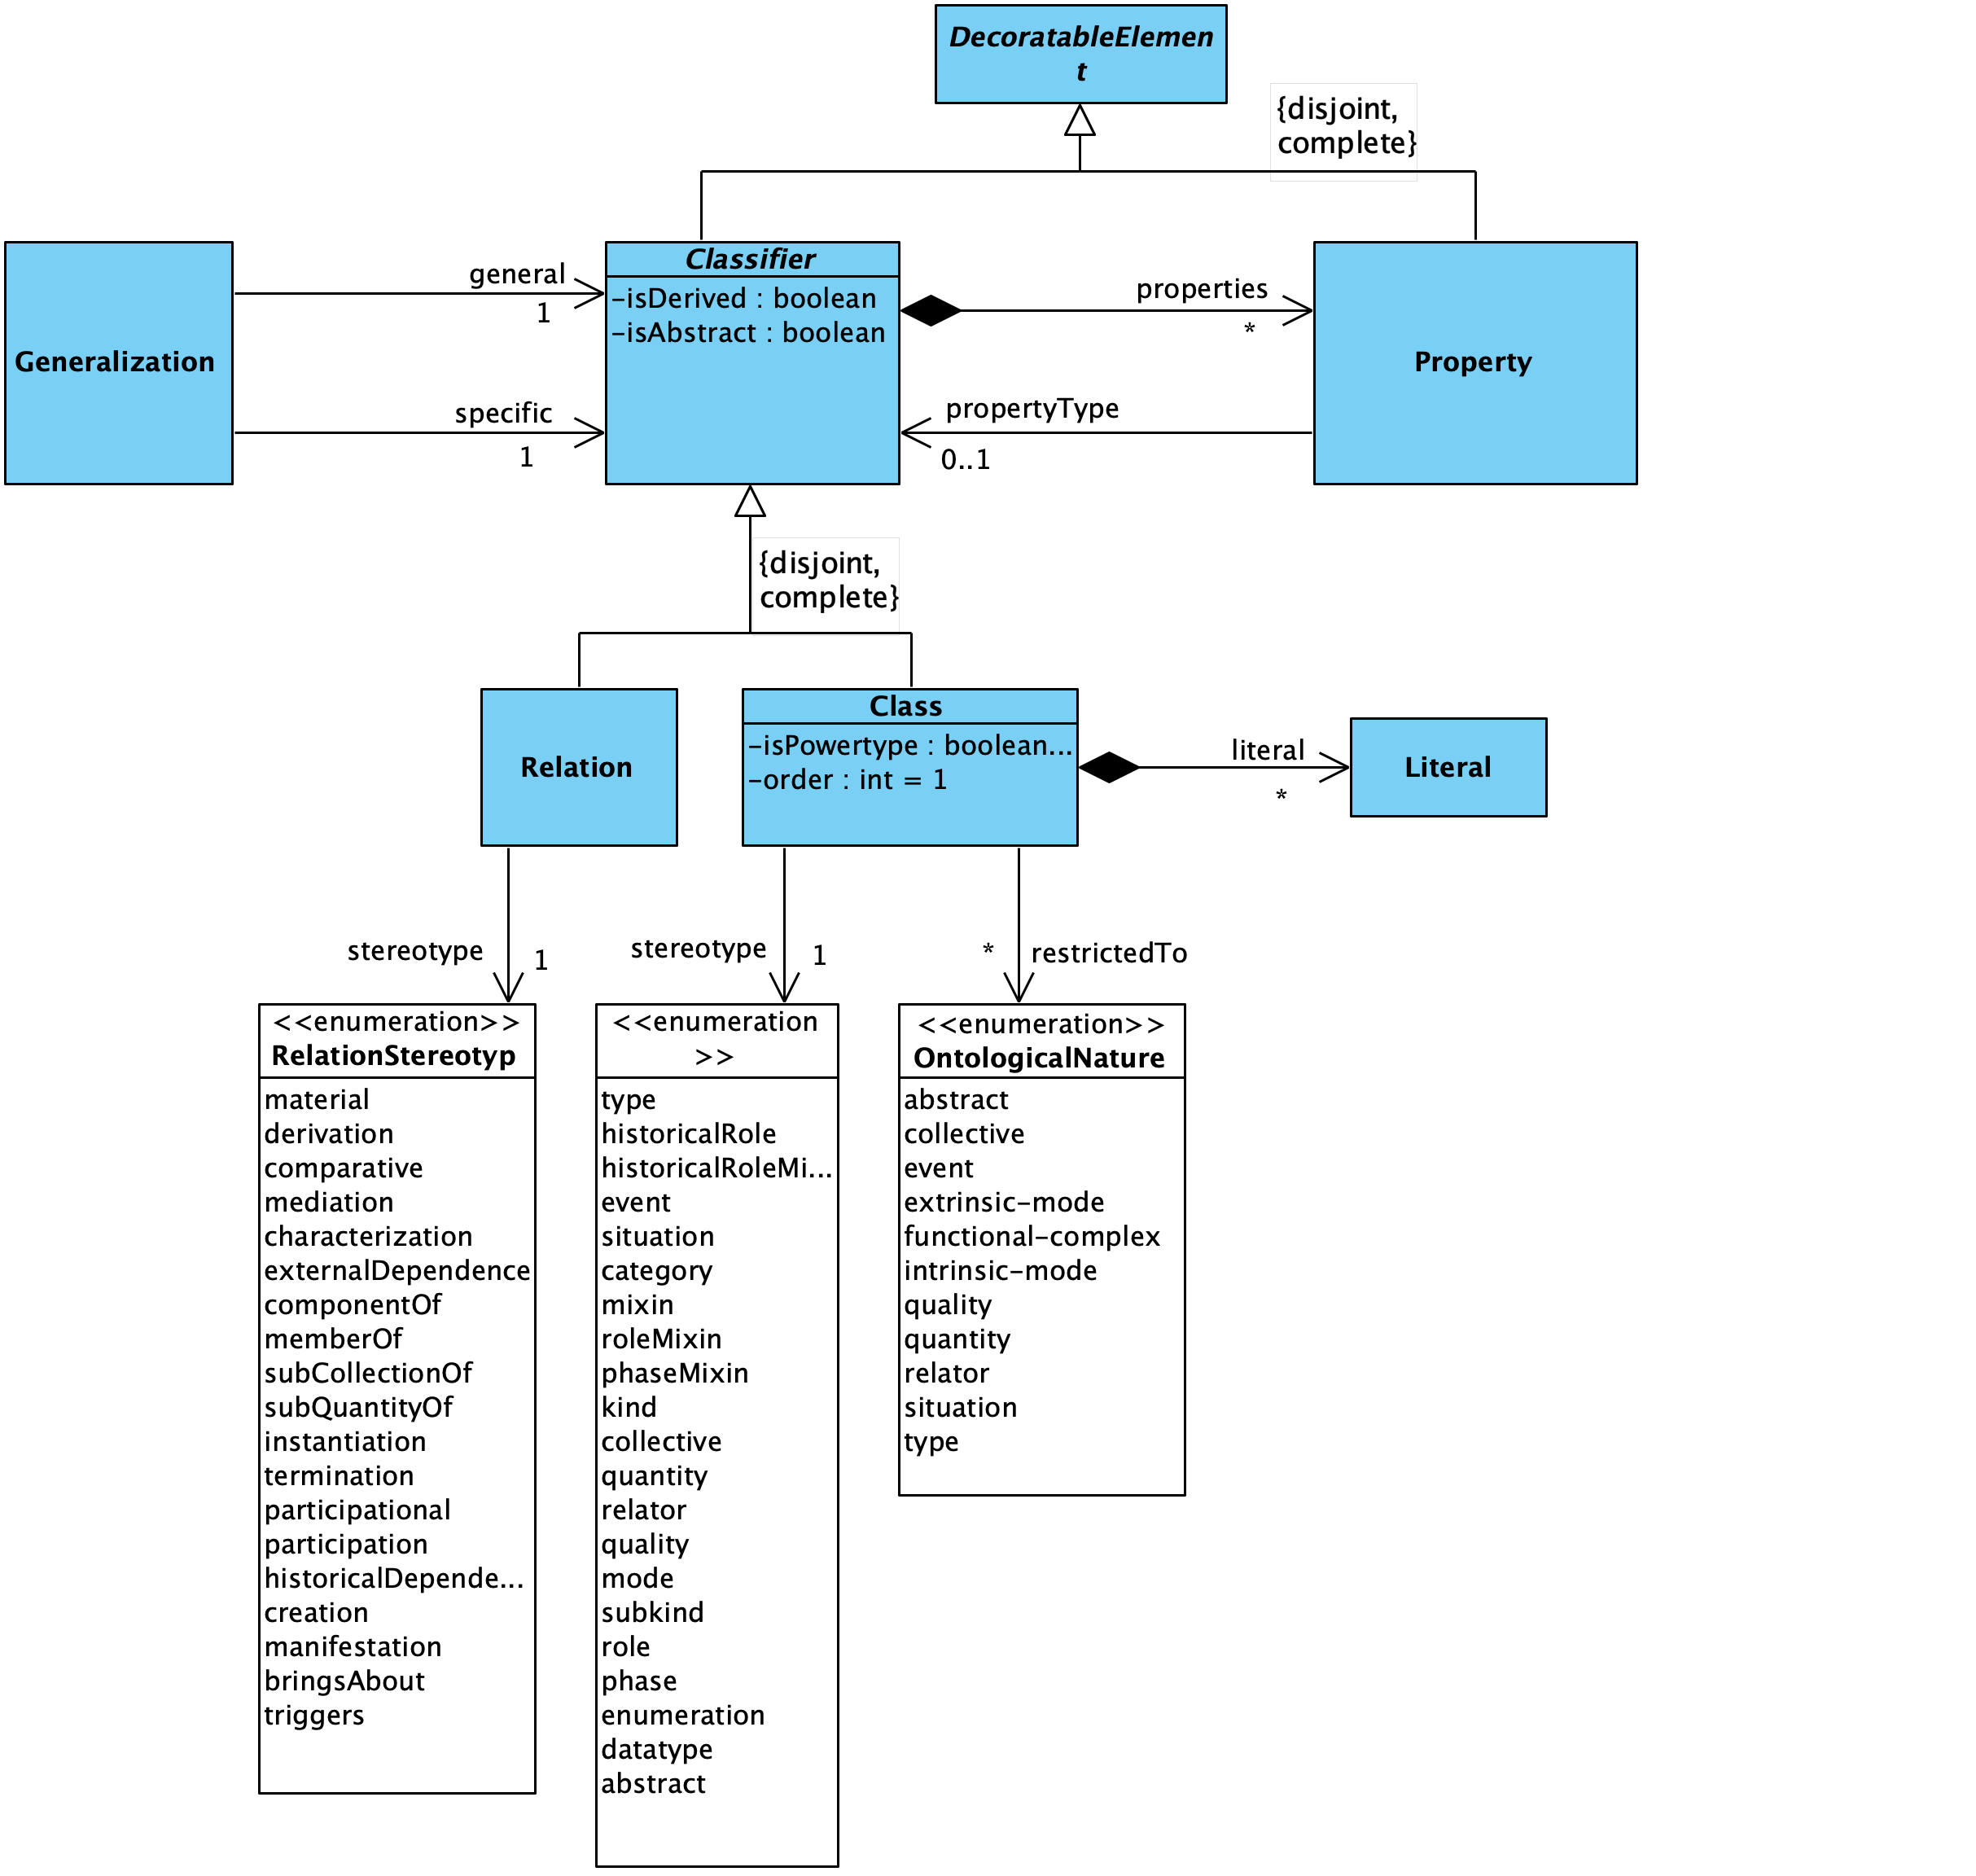 DecoratableElemen
t
{disjoint,
complete}
Generalization
general
1
specific
1
Classifier
-isDerived : boolean
-isAbstract : boolean
properties
*
propertyType
0..1
Property
{disjoint,
complete}
Relation
Class
-isPowertype : boolean...
-order : int = 1
literal
*
Literal
stereotype
1
stereotype
1
*
restrictedTo
<<enumeration>>
RelationStereotyp
material
derivation
comparative
mediation
characterization
externalDependence
componentOf
memberOf
subCollectionOf
subQuantityOf
instantiation
termination
participational
participation
historicalDepende...
creation
manifestation
bringsAbout
triggers
<<enumeration
>>
type
historicalRole
historicalRoleMi...
event
situation
category
mixin
roleMixin
phaseMixin
kind
collective
quantity
relator
quality
mode
subkind
role
phase
enumeration
datatype
abstract
<<enumeration>>
OntologicalNature
abstract
collective
event
extrinsic-mode
functional-complex
intrinsic-mode
quality
quantity
relator
situation
type